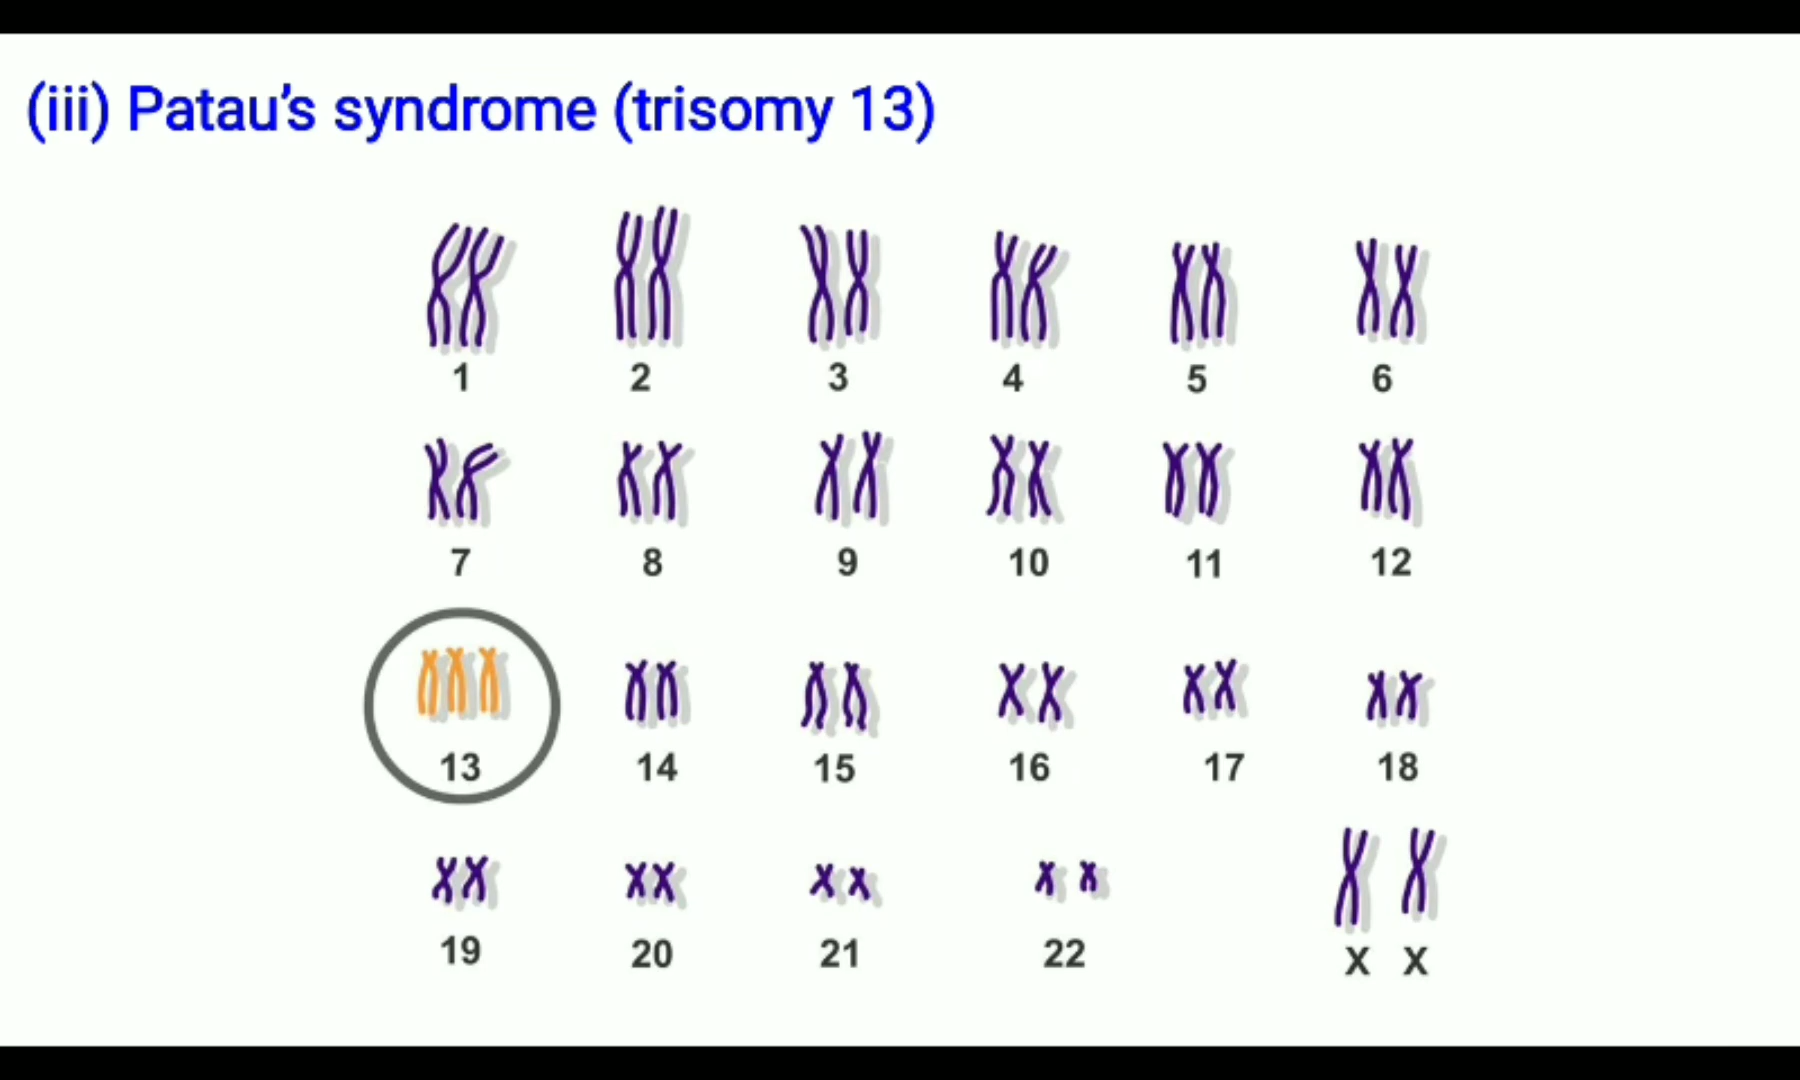 (iii) Patau's syndrome (trisomy 13)
1 2 3 4 5 6
7 8 9 10 11 12
13 14 15 16 17 18
19 20 21 22 X X